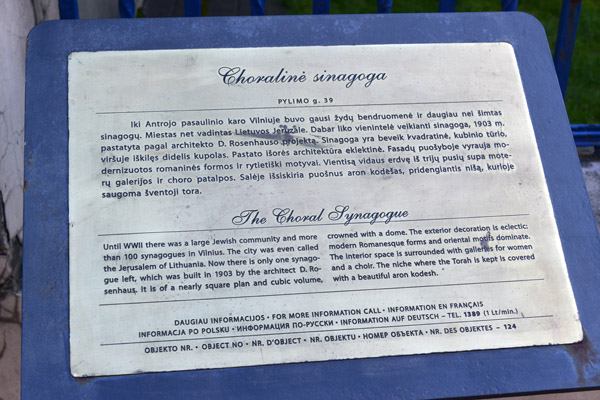 Choralinė sinagoga
PYLIMO g. 39
Iki Antrojo pasaulinio karo Vilniuje buvo gausi žydų bendruomenė ir daugiau nei šimtas
sinagogų. Miestas net vadintas Lietuvos Jeruzale. Dabar liko vienintelė veikianti sinagoga, 1903 m.
pastatyta pagal architekto D. Rosenhauso projektą. Sinagoga yra beveik kvadratinė, kubinio tūrio,
viršuje iškilęs didelis kupolas. Pastato išorės architektūra eklektinė. Fasadų puošyboje vyrauja mo-
dernizuotos romaninės formos ir rytietiški motyvai. Vientisą vidaus erdvę iš trijų pusių supa mote-
rų galerijos ir choro patalpos. Salėje išsiskiria puošnus aron kodešas, pridengiantis nišą, kurioje
saugoma šventoji tora.
The Choral Synagogue
Until WWII there was a large Jewish community and more
than 100 synagogues in Vilnius. The city was even called
the Jerusalem of Lithuania. Now there is only one synago-
gue left, which was built in 1903 by the architect D. Ro-
senhaus. It is of a nearly square plan and cubic volume,
crowned with a dome. The exterior decoration is eclectic:
modern Romanesque forms and oriental motifs dominate.
The interior space is surrounded with galleries for women
and a choir. The niche where the Torah is kept is covered
with a beautiful aron kodesh.
DAUGIAU INFORMACIJOS • FOR MORE INFORMATION CALL • INFORMATION EN FRANÇAIS
INFORMACJA PO POLSKU • ИНФОРМАЦИЯ ПО-РУССКИ • INFORMATION AUF DEUTSCH – TEL. 1389 (1 Lt/min.)
OBJEKTO NR. • OBJECT NO • NR. D'OBJECT • NR. OBJEKTU • НОМЕР ОБЪЕКТА • NR. DES OBJEKTES - 124